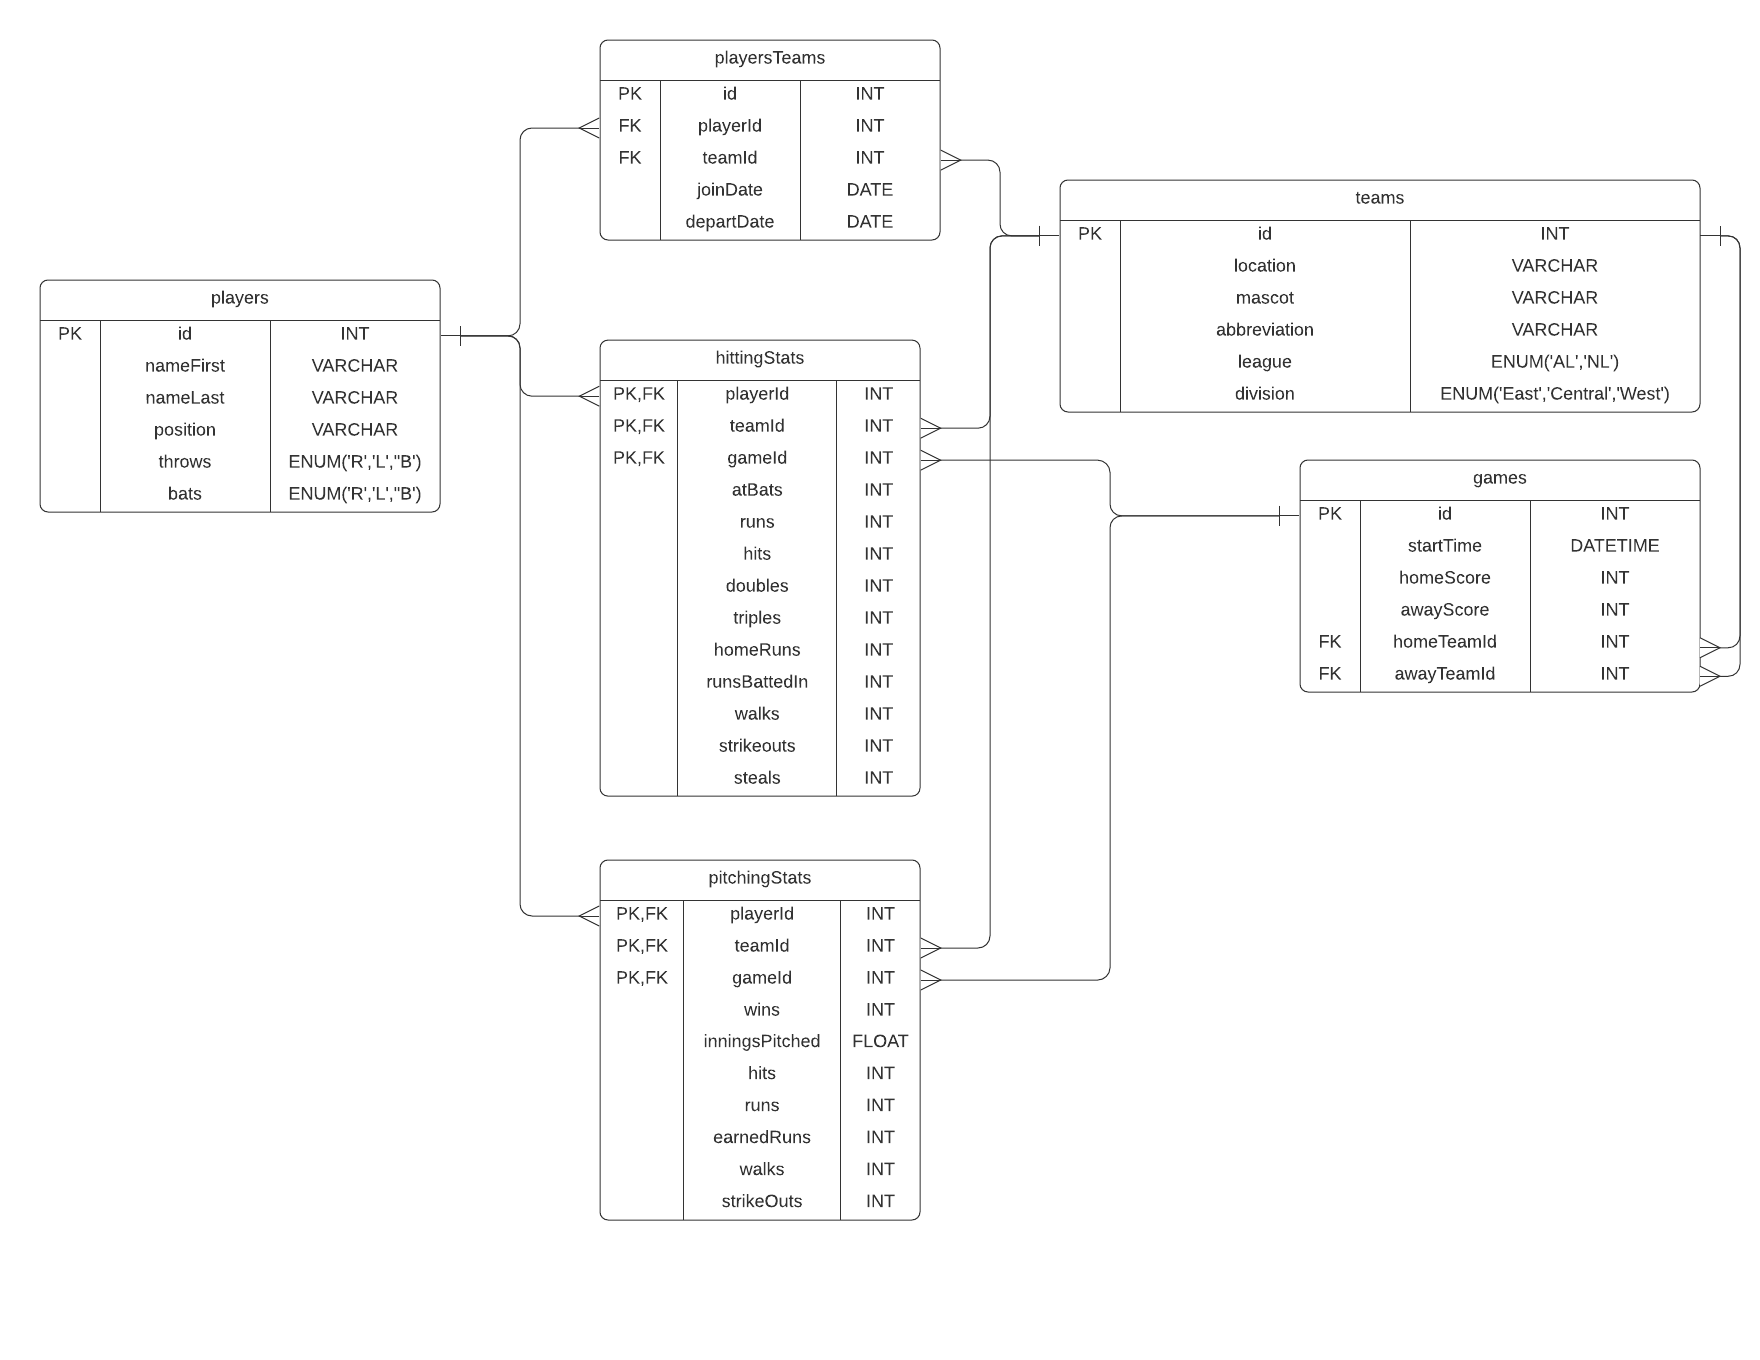 playersTeams
PK id INT
FK playerId INT
FK teamId INT
joinDate DATE
departDate DATE
teams
PK id INT
location VARCHAR
mascot VARCHAR
abbreviation VARCHAR
league ENUM('AL','NL')
division ENUM('East','Central','West')
players
PK id INT
nameFirst VARCHAR
nameLast VARCHAR
position VARCHAR
throws ENUM('R','L',"B')
bats ENUM('R','L',"B')
hittingStats
PK,FK playerId INT
PK,FK teamId INT
PK,FK gameId INT
atBats INT
runs INT
hits INT
doubles INT
triples INT
homeRuns INT
runsBattedIn INT
walks INT
strikeouts INT
steals INT
games
PK id INT
startTime DATETIME
homeScore INT
awayScore INT
FK homeTeamId INT
FK awayTeamId INT
pitchingStats
PK,FK playerId INT
PK,FK teamId INT
PK,FK gameId INT
wins INT
inningsPitched FLOAT
hits INT
runs INT
earnedRuns INT
walks INT
strikeOuts INT